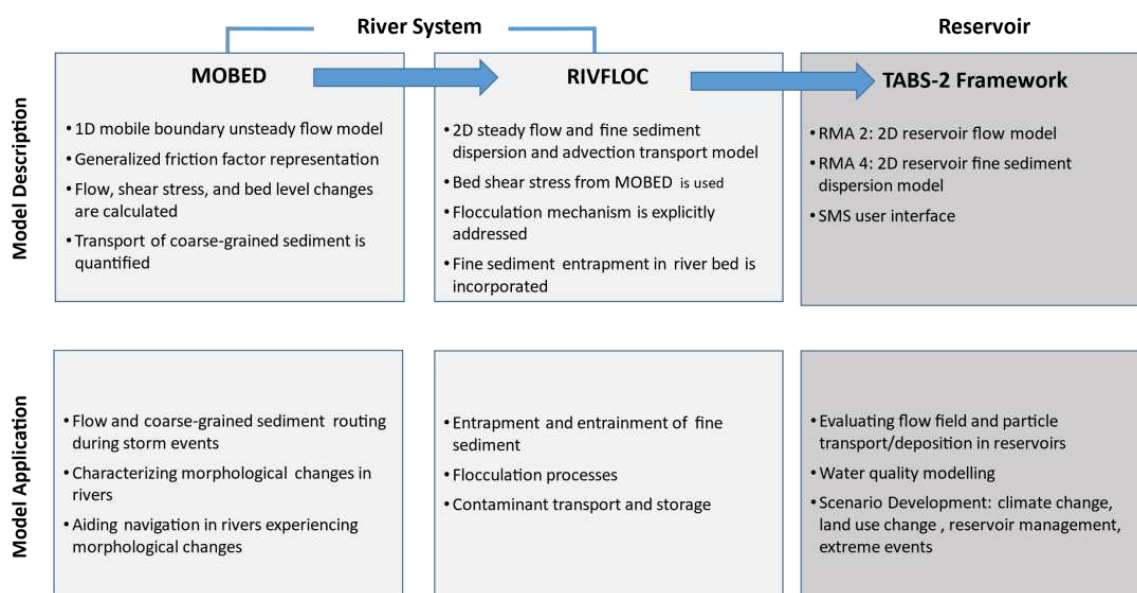 River System
Reservoir
MOBED
RIVFLOC
TABS-2 Framework
Model Description
• 1D mobile boundary unsteady flow model
• Generalized friction factor representation
• Flow, shear stress, and bed level changes
are calculated
• Transport of coarse-grained sediment is
quantified
• 2D steady flow and fine sediment
dispersion and advection transport model
• Bed shear stress from MOBED is used
• Flocculation mechanism is explicitly
addressed
• Fine sediment entrapment in river bed is
incorporated
• RMA 2: 2D reservoir flow model
• RMA 4: 2D reservoir fine sediment
dispersion model
• SMS user interface
Model Application
• Flow and coarse-grained sediment routing
during storm events
• Characterizing morphological changes in
rivers
• Aiding navigation in rivers experiencing
morphological changes
• Entrapment and entrainment of fine
sediment
• Flocculation processes
• Contaminant transport and storage
• Evaluating flow field and particle
transport/deposition in reservoirs
• Water quality modelling
• Scenario Development: climate change,
land use change , reservoir management,
extreme events